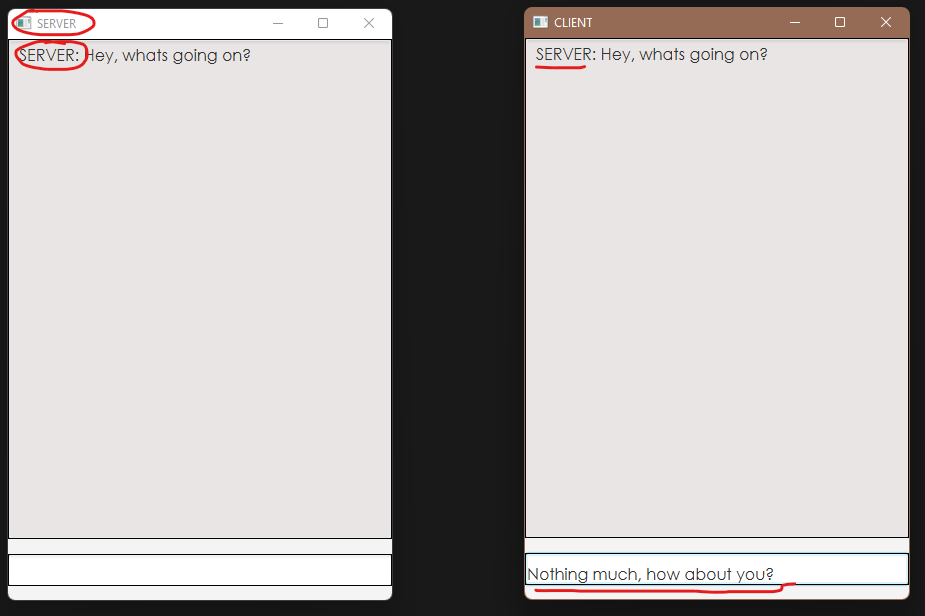 SERVER
SERVER: Hey, whats going on?
CLIENT
SERVER: Hey, whats going on?
Nothing much, how about you?